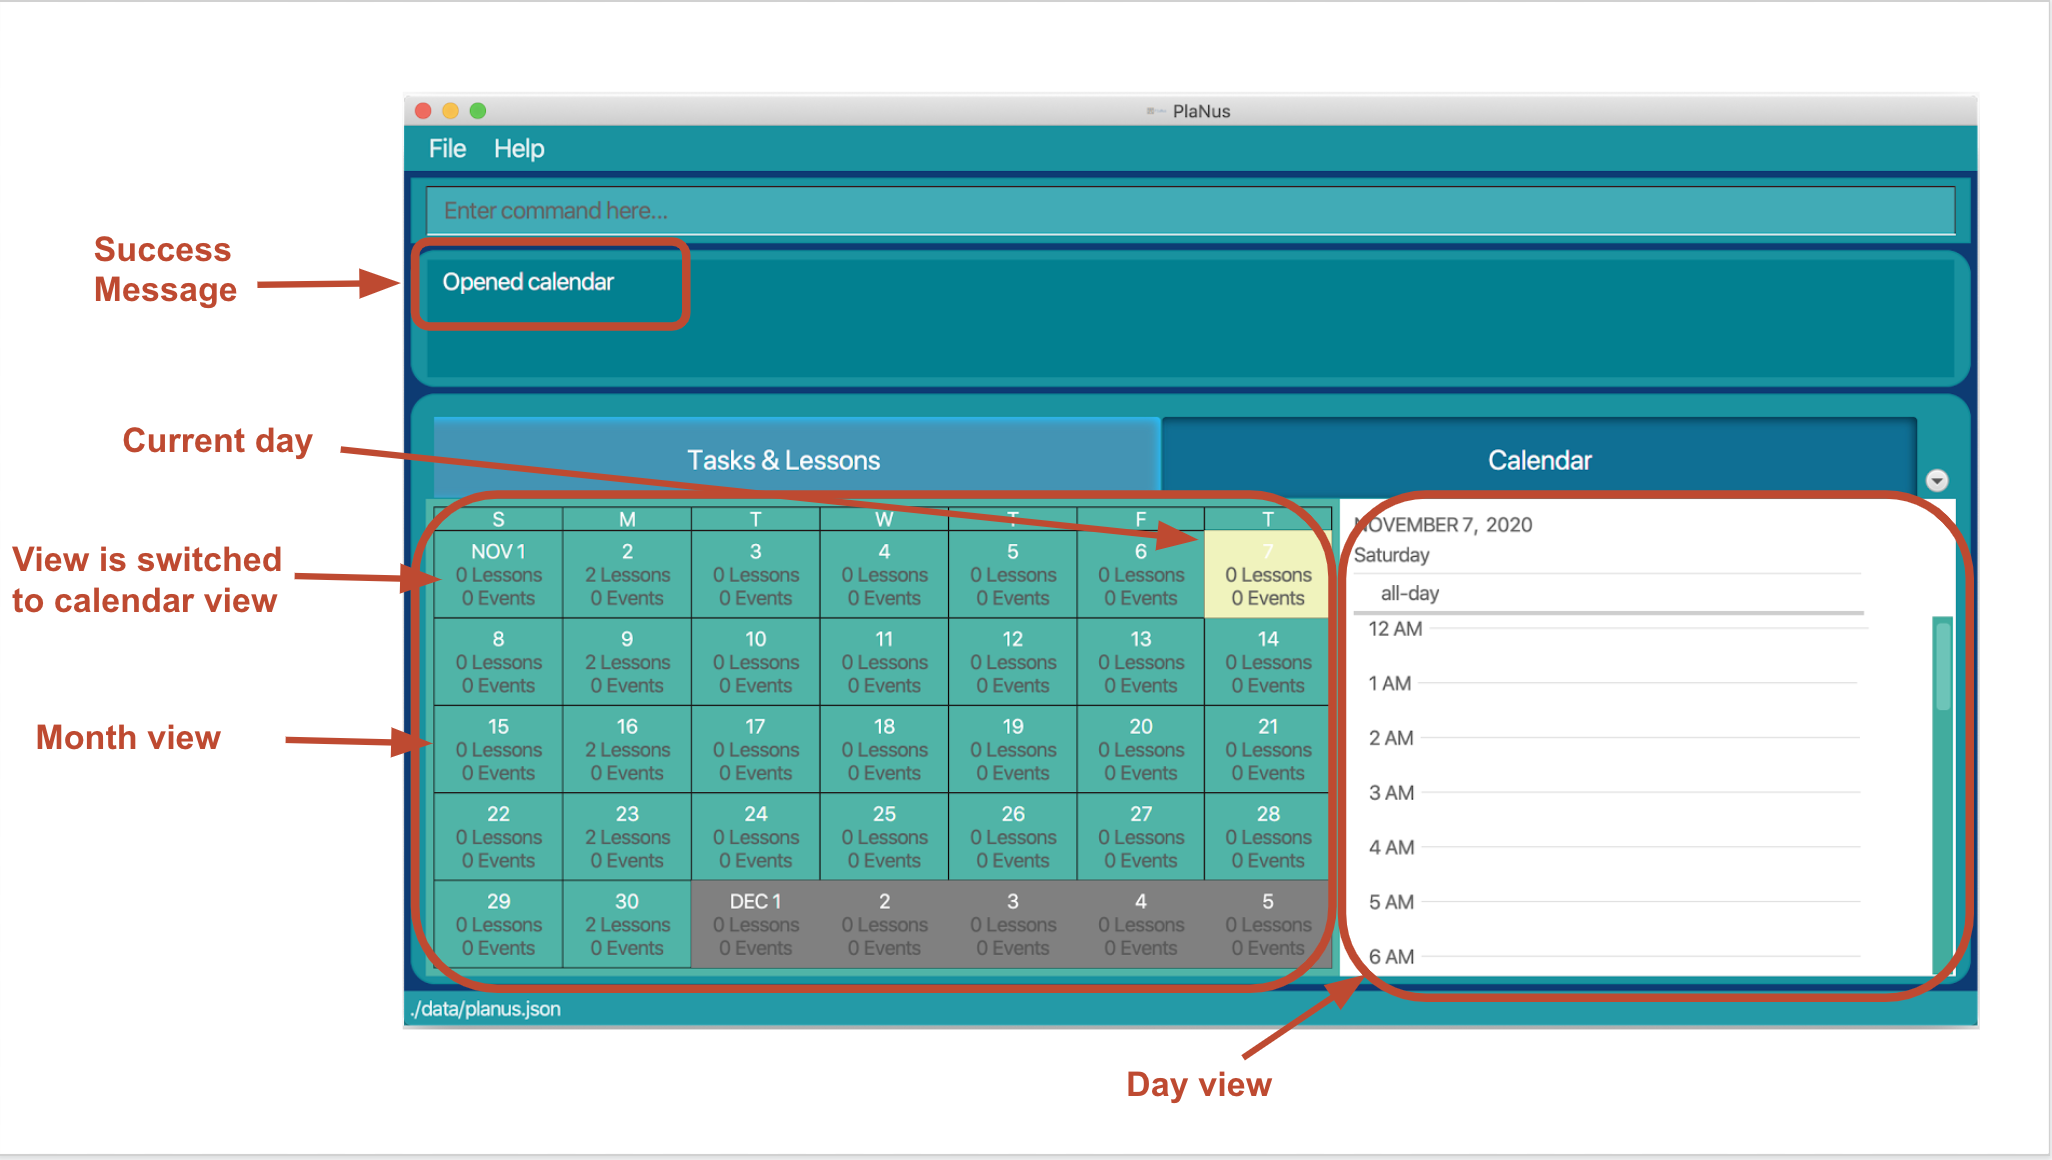 PlaNus
File Help
Enter command here...
Success
Message
Opened calendar
Current day
Tasks & Lessons
Calendar
S M T W T F T
NOV 1 2 3 4 5 6 7
0 Lessons 2 Lessons 0 Lessons 0 Lessons 0 Lessons 0 Lessons 0 Lessons
0 Events 0 Events 0 Events 0 Events 0 Events 0 Events 0 Events
8 9 10 11 12 13 14
0 Lessons 2 Lessons 0 Lessons 0 Lessons 0 Lessons 0 Lessons 0 Lessons
0 Events 0 Events 0 Events 0 Events 0 Events 0 Events 0 Events
15 16 17 18 19 20 21
0 Lessons 2 Lessons 0 Lessons 0 Lessons 0 Lessons 0 Lessons 0 Lessons
0 Events 0 Events 0 Events 0 Events 0 Events 0 Events 0 Events
22 23 24 25 26 27 28
0 Lessons 2 Lessons 0 Lessons 0 Lessons 0 Lessons 0 Lessons 0 Lessons
0 Events 0 Events 0 Events 0 Events 0 Events 0 Events 0 Events
29 30 DEC 1 2 3 4 5
0 Lessons 2 Lessons 0 Lessons 0 Lessons 0 Lessons 0 Lessons 0 Lessons
0 Events 0 Events 0 Events 0 Events 0 Events 0 Events 0 Events
View is switched
to calendar view
Month view
NOVEMBER 7, 2020
Saturday
all-day
12 AM
1 AM
2 AM
3 AM
4 AM
5 AM
6 AM
./data/planus.json
Day view